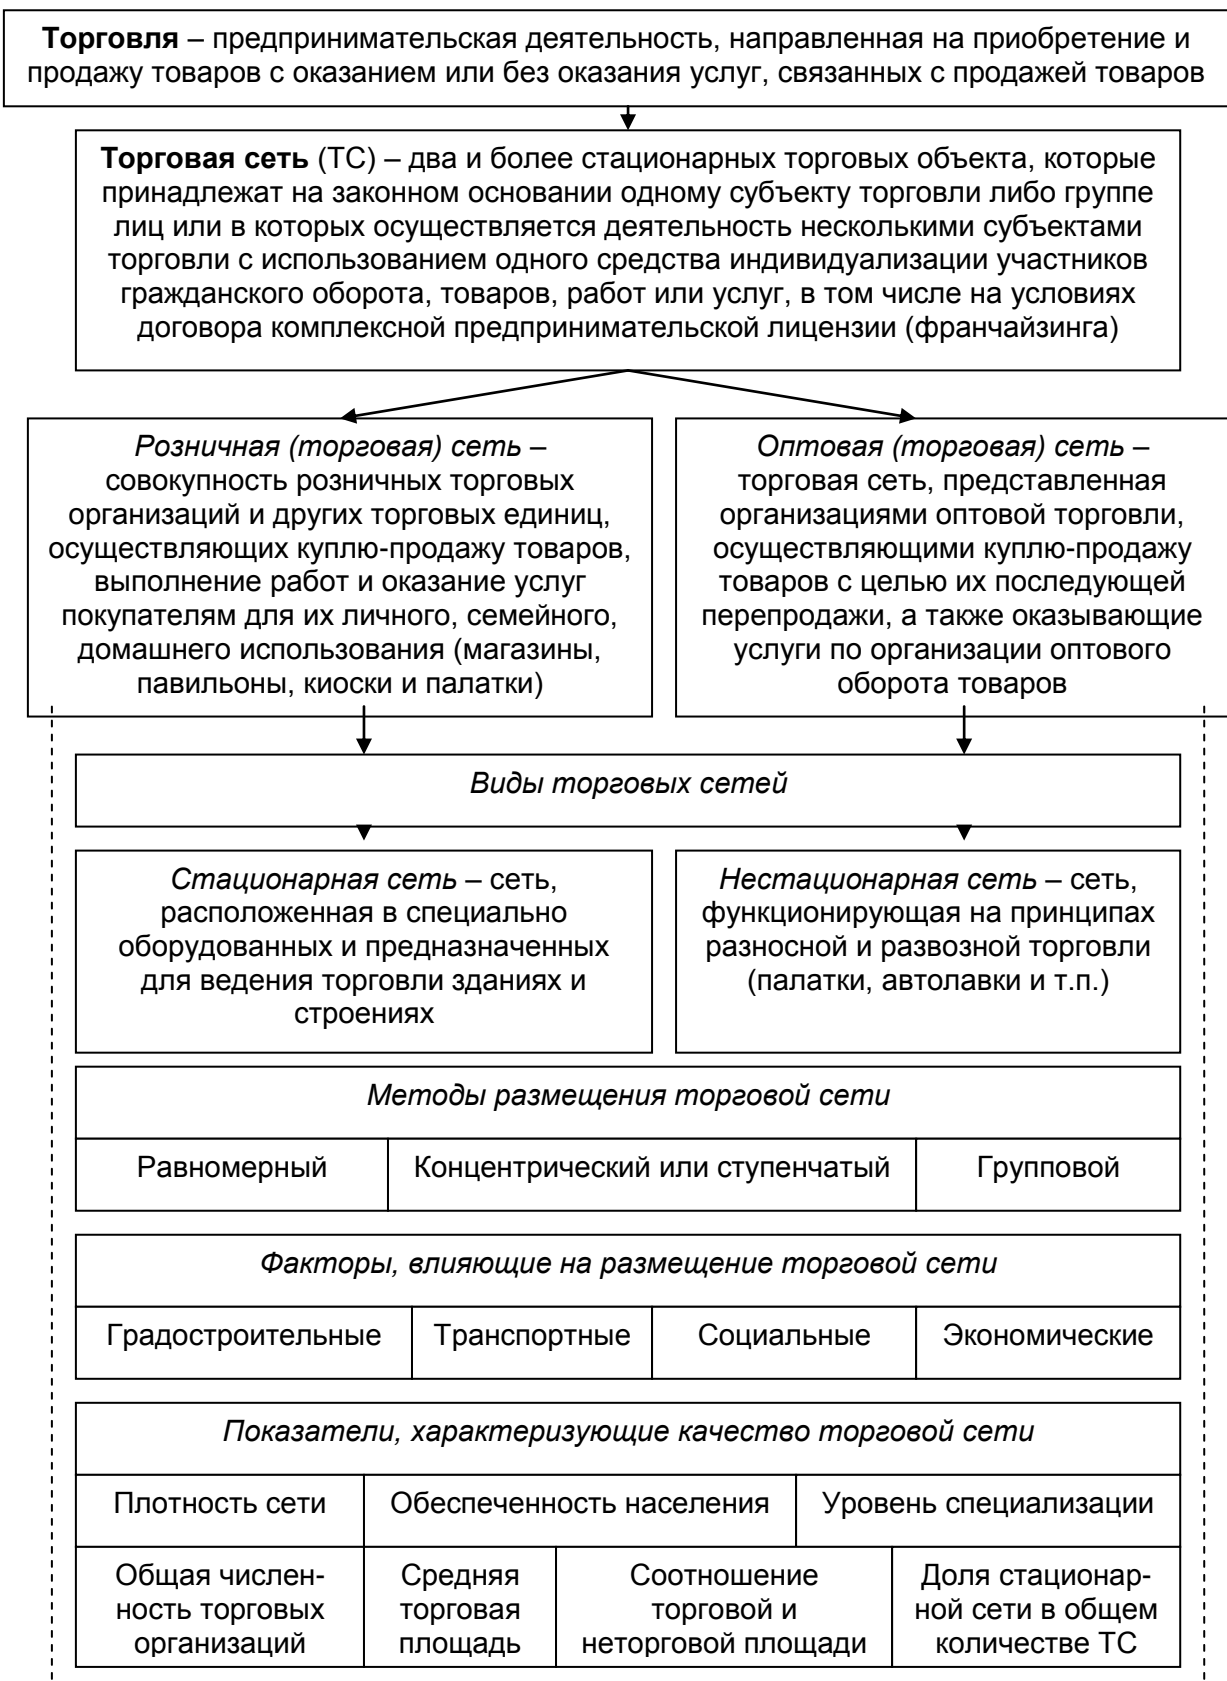 Торговля – предпринимательская деятельность, направленная на приобретение и
продажу товаров с оказанием или без оказания услуг, связанных с продажей товаров
Торговая сеть (ТС) – два и более стационарных торговых объекта, которые
принадлежат на законном основании одному субъекту торговли либо группе
лиц или в которых осуществляется деятельность несколькими субъектами
торговли с использованием одного средства индивидуализации участников
гражданского оборота, товаров, работ или услуг, в том числе на условиях
договора комплексной предпринимательской лицензии (франчайзинга)
Розничная (торговая) сеть –
совокупность розничных торговых
организаций и других торговых единиц,
осуществляющих куплю-продажу товаров,
выполнение работ и оказание услуг
покупателям для их личного, семейного,
домашнего использования (магазины,
павильоны, киоски и палатки)
Оптовая (торговая) сеть –
торговая сеть, представленная
организациями оптовой торговли,
осуществляющими куплю-продажу
товаров с целью их последующей
перепродажи, а также оказывающие
услуги по организации оптового
оборота товаров
Виды торговых сетей
Стационарная сеть – сеть,
расположенная в специально
оборудованных и предназначенных
для ведения торговли зданиях и
строениях
Нестационарная сеть – сеть,
функционирующая на принципах
разносной и развозной торговли
(палатки, автолавки и т.п.)
Методы размещения торговой сети
Равномерный
Концентрический или ступенчатый
Групповой
Факторы, влияющие на размещение торговой сети
Градостроительные
Транспортные
Социальные
Экономические
Показатели, характеризующие качество торговой сети
Плотность сети
Обеспеченность населения
Уровень специализации
Общая числен-
ность торговых
организаций
Средняя
торговая
площадь
Соотношение
торговой и
неторговой площади
Доля стационар-
ной сети в общем
количестве ТС